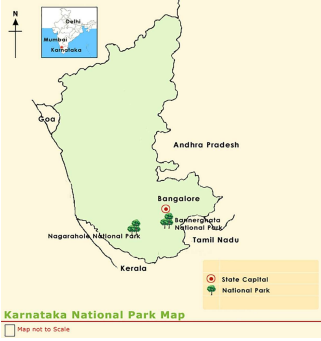 N
Delhi
Mumbai
Karnataka
Goa
Andhra Pradesh
Bangalore
Bannerghata
National Park
Nagarahole National Park
Tamil Nadu
Kerala
State Capital
National Park
Karnataka National Park Map
Map not to Scale